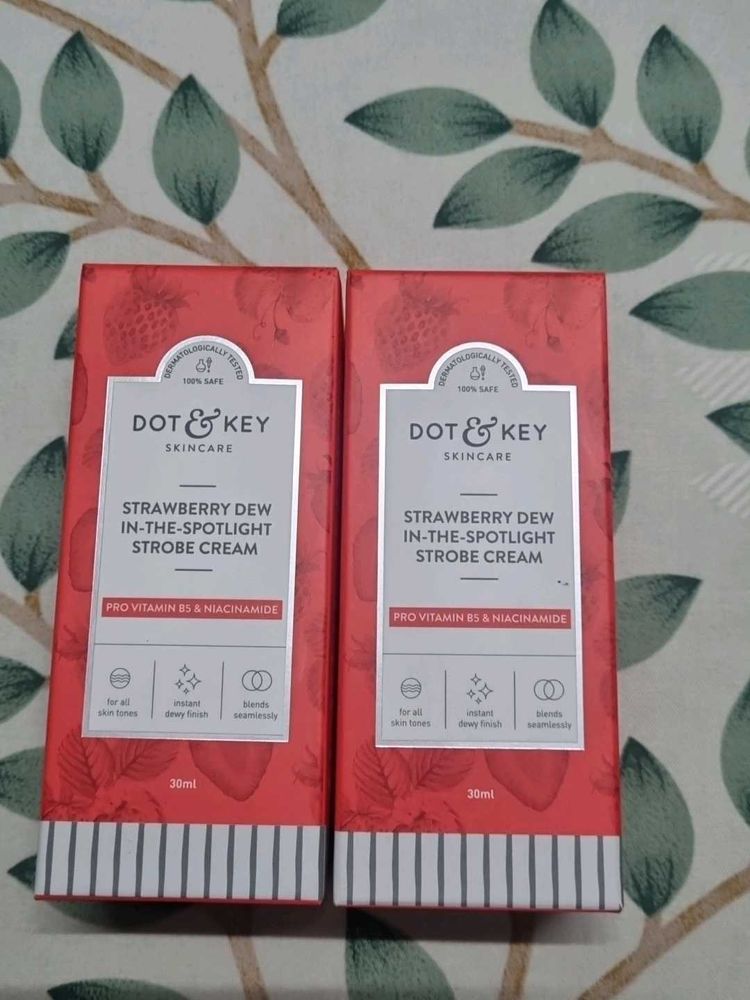 DERMATOLOGICALLY TESTED
100% SAFE
DOT & KEY
SKINCARE
STRAWBERRY DEW
IN-THE-SPOTLIGHT
STROBE CREAM
PRO VITAMIN B5 & NIACINAMIDE
for all
skin tones
instant
dewy finish
blends
seamlessly
30ml
DERMATOLOGICALLY TESTED
100% SAFE
DOT & KEY
SKINCARE
STRAWBERRY DEW
IN-THE-SPOTLIGHT
STROBE CREAM
PRO VITAMIN B5 & NIACINAMIDE
for all
skin tones
instant
dewy finish
blends
seamlessly
30ml